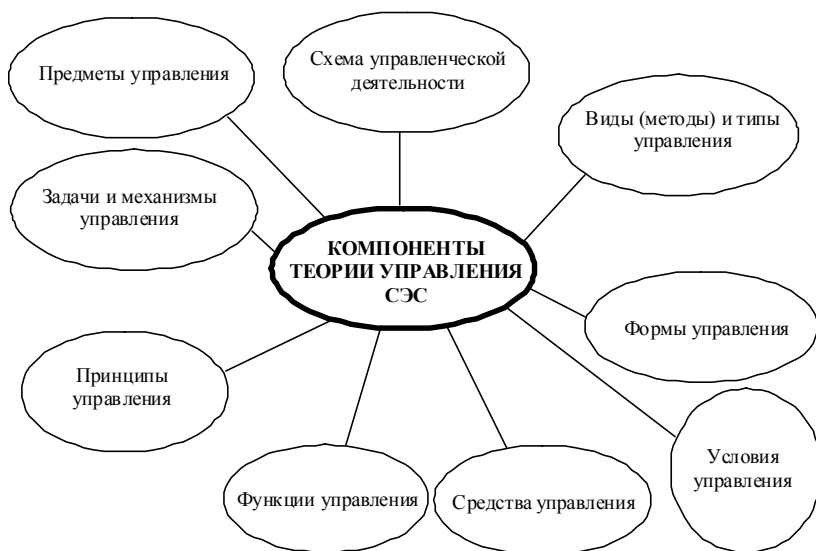 Предметы управления
Схема управленческой
деятельности
Виды (методы) и типы
управления
Задачи и механизмы
управления
КОМПОНЕНТЫ
ТЕОРИИ УПРАВЛЕНИЯ
СЭС
Формы управления
Принципы
управления
Условия
управления
Функции управления
Средства управления